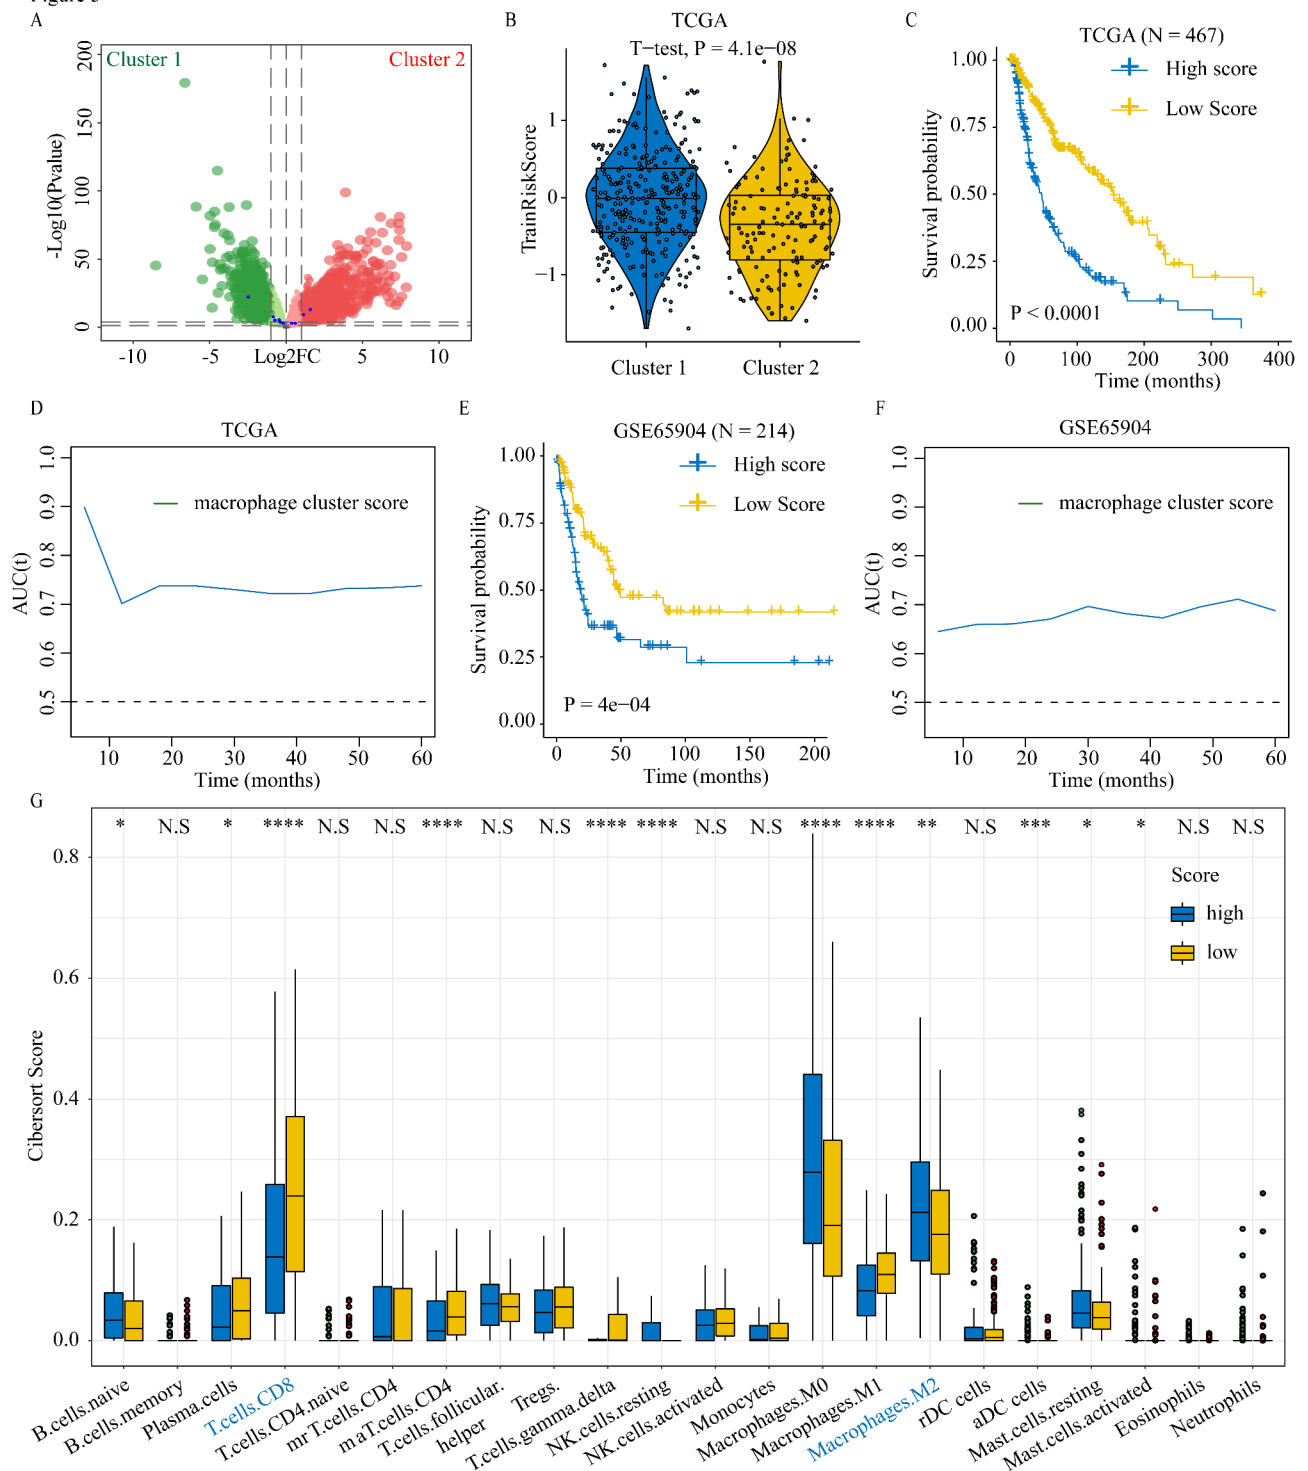 A
200
150
100
50
0
-Log10(Pvalue)
Cluster 1
Cluster 2
-10
-5
Log2FC
5
10
B
TCGA
T−test, P = 4.1e−08
TrainRiskScore
1
0
−1
Cluster 1
Cluster 2
C
TCGA (N = 467)
High score
Low Score
Survival probability
1.00
0.75
0.50
0.25
0.00
P < 0.0001
0
100
200
300
400
Time (months)
D
TCGA
macrophage cluster score
AUC(t)
1.0
0.9
0.8
0.7
0.6
0.5
10
20
30
40
50
60
Time (months)
E
GSE65904 (N = 214)
High score
Low Score
Survival probability
1.00
0.75
0.50
0.25
0.00
P = 4e−04
0
50
100
150
200
Time (months)
F
GSE65904
macrophage cluster score
AUC(t)
1.0
0.9
0.8
0.7
0.6
0.5
10
20
30
40
50
60
Time (months)
G
* N.S * **** N.S N.S **** N.S N.S **** **** N.S N.S **** **** ** N.S *** * * N.S N.S
Cibersort Score
0.8
0.6
0.4
0.2
0.0
Score
high
low
B.cells.naive
B.cells.memory
Plasma.cells
T.cells.CD8
T.cells.CD4.naive
mr T.cells.CD4
ma T.cells.CD4
T.cells.follicular.
helper
Tregs.
T.cells.gamma.delta
NK.cells.resting
NK.cells.activated
Monocytes
Macrophages.M0
Macrophages.M1
Macrophages.M2
rDC cells
aDC cells
Mast.cells.resting
Mast.cells.activated
Eosinophils
Neutrophils